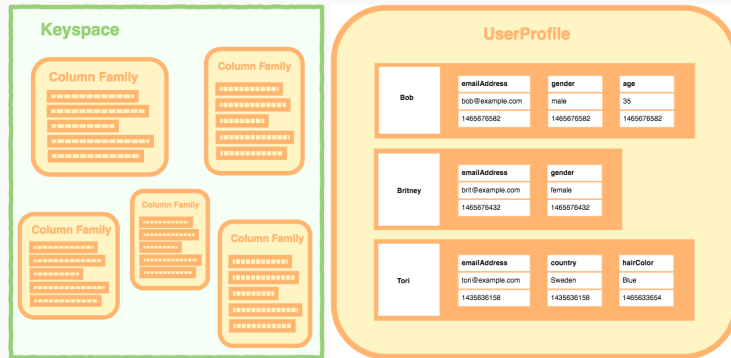 Keyspace
Column Family
Column Family
Column Family
Column Family
Column Family
UserProfile
Bob
emailAddress gender age
bob@example.com male 35
1465676582 1465676582 1465676582
Britney
emailAddress gender
brit@example.com female
1465676432 1465676432
Tori
emailAddress country hairColor
tori@example.com Sweden Blue
1435636158 1435636158 1465633654